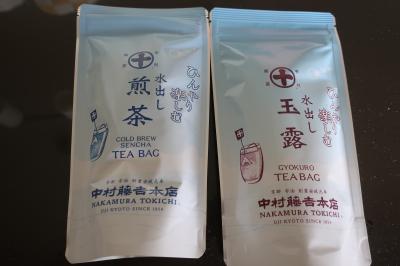 ひんやり
楽しむ
水出し
煎茶
COLD BREW
SENCHA
TEA BAG
中村藤吉本店
NAKAMURA TOKICHI
UJI KYOTO SINCE 1854
ひんやり
楽しむ
水出し
玉露
GYOKURO
TEA BAG
中村藤吉本店
NAKAMURA TOKICHI
UJI KYOTO SINCE 1854